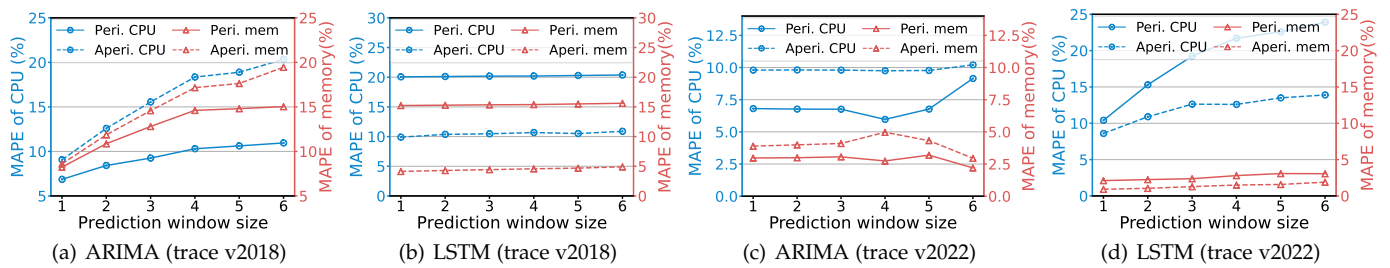 MAPE of CPU (%)
25
20
15
10
5
Peri. CPU
Peri. mem
Aperi. CPU
Aperi. mem
25
20
15
10
5
MAPE of memory(%)
1 2 3 4 5 6
Prediction window size
(a) ARIMA (trace v2018)
MAPE of CPU (%)
30
25
20
15
10
5
0
Peri. CPU
Peri. mem
Aperi. CPU
Aperi. mem
30
25
20
15
10
5
0
MAPE of memory(%)
1 2 3 4 5 6
Prediction window size
(b) LSTM (trace v2018)
MAPE of CPU (%)
12.5
10.0
7.5
5.0
2.5
0.0
Peri. CPU
Peri. mem
Aperi. CPU
Aperi. mem
12.5
10.0
7.5
5.0
2.5
0.0
MAPE of memory (%)
1 2 3 4 5 6
Prediction window size
(c) ARIMA (trace v2022)
MAPE of CPU (%)
25
20
15
10
5
0
Peri. CPU
Peri. mem
Aperi. CPU
Aperi. mem
25
20
15
10
5
0
MAPE of memory (%)
1 2 3 4 5 6
Prediction window size
(d) LSTM (trace v2022)